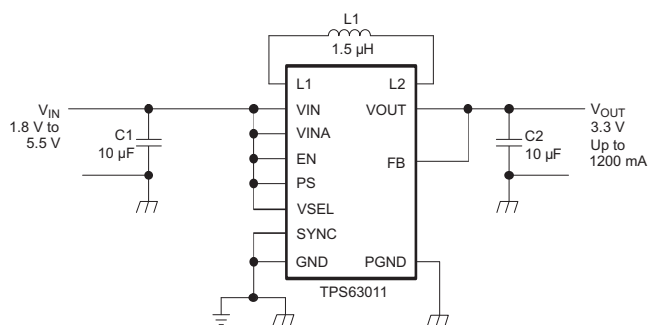 L1
1.5 µH
L1
L2
VIN
1.8 V to
5.5 V
C1
10 µF
VIN
VINA
EN
PS
VSEL
SYNC
GND
VOUT
FB
PGND
C2
10 µF
VOUT
3.3 V
Up to
1200 mA
TPS63011